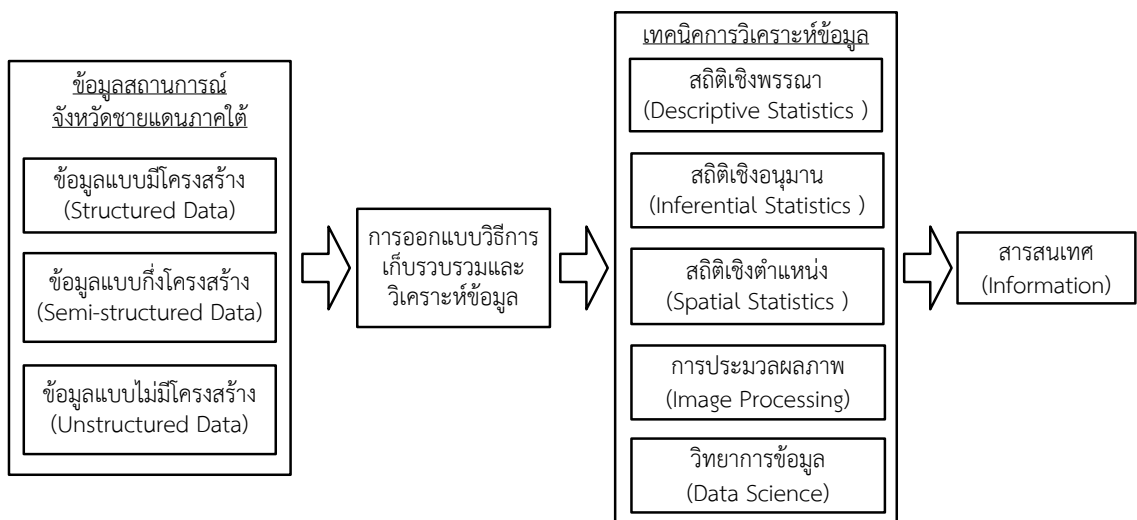 ข้อมูลสถานการณ์
จังหวัดชายแดนภาคใต้
ข้อมูลแบบมีโครงสร้าง
(Structured Data)
ข้อมูลแบบกึ่งโครงสร้าง
(Semi-structured Data)
ข้อมูลแบบไม่มีโครงสร้าง
(Unstructured Data)
การออกแบบวิธีการ
เก็บรวบรวมและ
วิเคราะห์ข้อมูล
เทคนิคการวิเคราะห์ข้อมูล
สถิติเชิงพรรณา
(Descriptive Statistics )
สถิติเชิงอนุมาน
(Inferential Statistics )
สถิติเชิงตำแหน่ง
(Spatial Statistics )
การประมวลผลภาพ
(Image Processing)
วิทยาการข้อมูล
(Data Science)
สารสนเทศ
(Information)